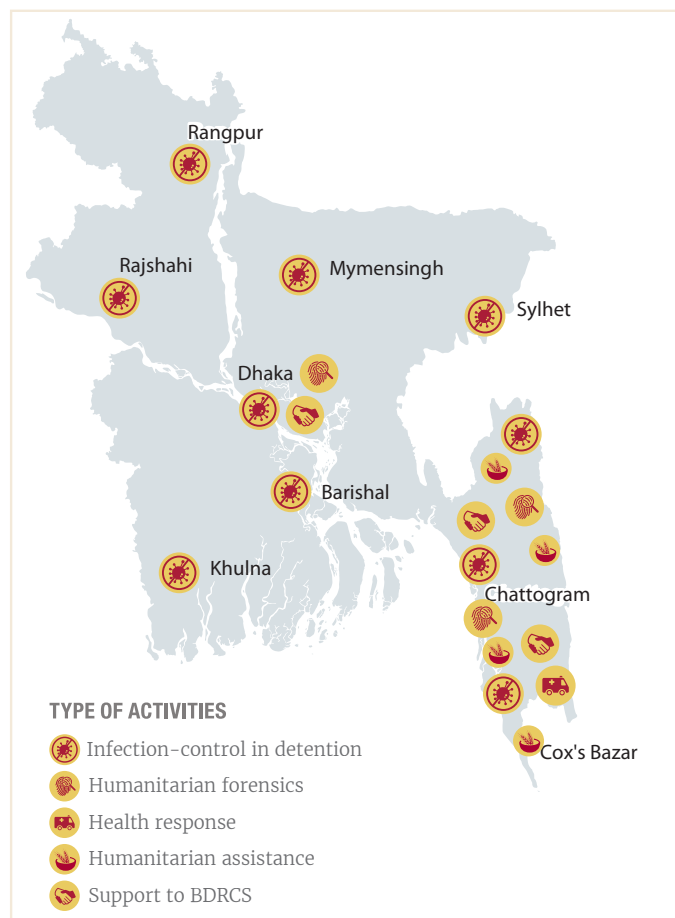 Rangpur
Rajshahi
Mymensingh
Sylhet
Dhaka
Barishal
Khulna
Chattogram
Cox's Bazar
TYPE OF ACTIVITIES
Infection-control in detention
Humanitarian forensics
Health response
Humanitarian assistance
Support to BDRCS